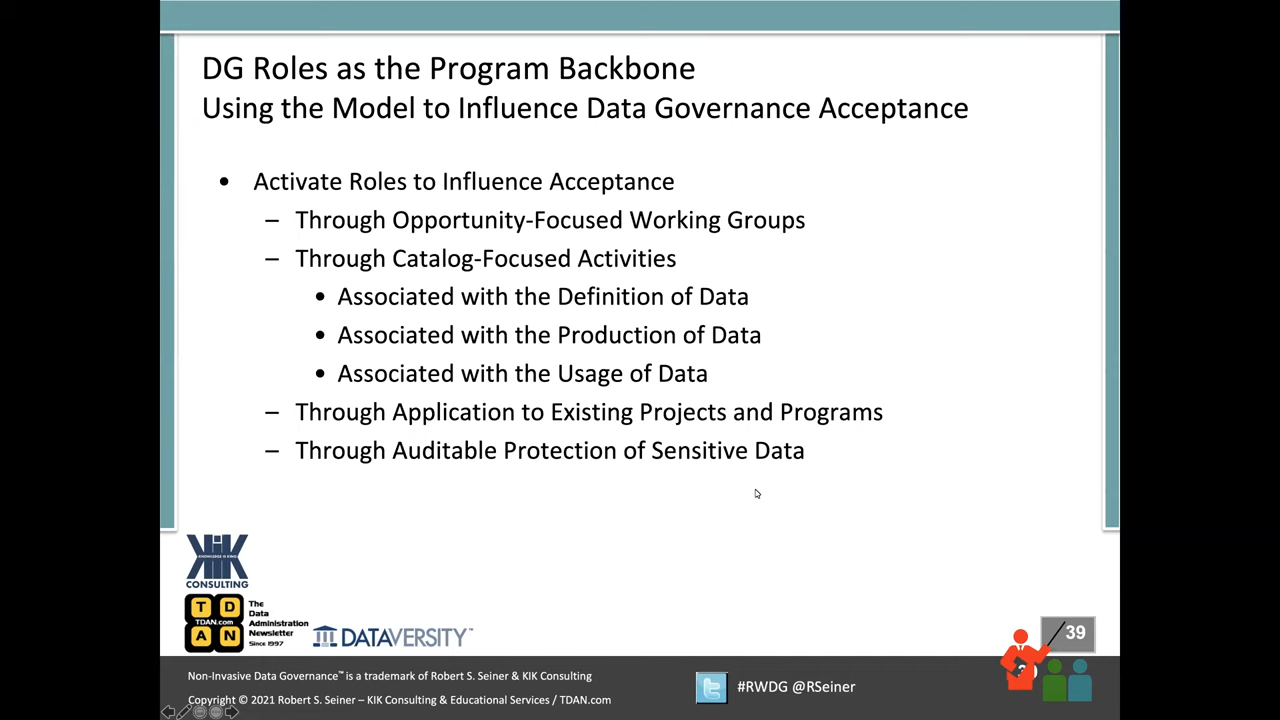 DG Roles as the Program Backbone
Using the Model to Influence Data Governance Acceptance
• Activate Roles to Influence Acceptance
– Through Opportunity-Focused Working Groups
– Through Catalog-Focused Activities
• Associated with the Definition of Data
• Associated with the Production of Data
• Associated with the Usage of Data
– Through Application to Existing Projects and Programs
– Through Auditable Protection of Sensitive Data
KIK
KNOWLEDGE IS KING
CONSULTING
T D
TDAN.com
A N
The
Data
Administration
Newsletter
Since 1997
DATAVERSITY™
39
Non-Invasive Data Governance™ is a trademark of Robert S. Seiner & KIK Consulting
Copyright © 2021 Robert S. Seiner – KIK Consulting & Educational Services / TDAN.com
#RWDG @RSeiner